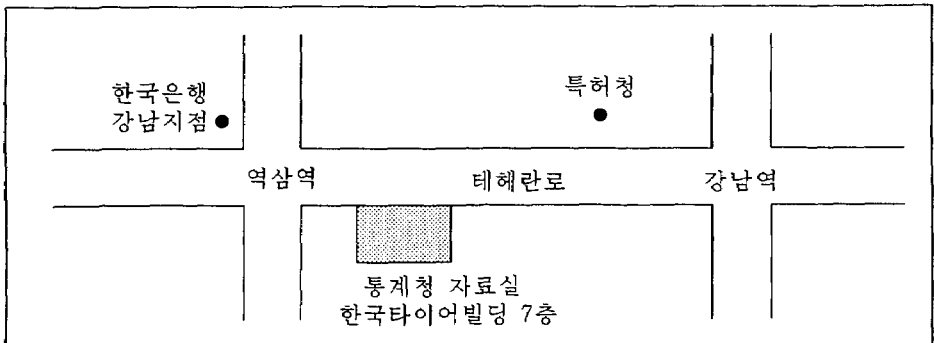 한국은행
강남지점
특허청
역삼역
테헤란로
강남역
통계청 자료실
한국타이어빌딩 7층